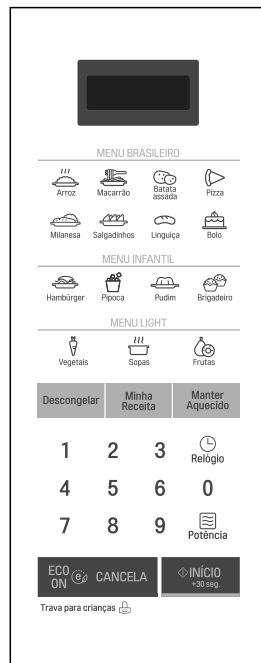 MENU BRASILEIRO
Arroz Macarrão Batata assada Pizza
Milanesa Salgadinhos Linguiça Bolo
MENU INFANTIL
Hambúrger Pipoca Pudim Brigadeiro
MENU LIGHT
Vegetais Sopas Frutas
Descongelar Minha Receita Manter Aquecido
1 2 3 Relógio
4 5 6 0
7 8 9 Potência
ECO ON e CANCELA INÍCIO +30 seg.
Trava para crianças